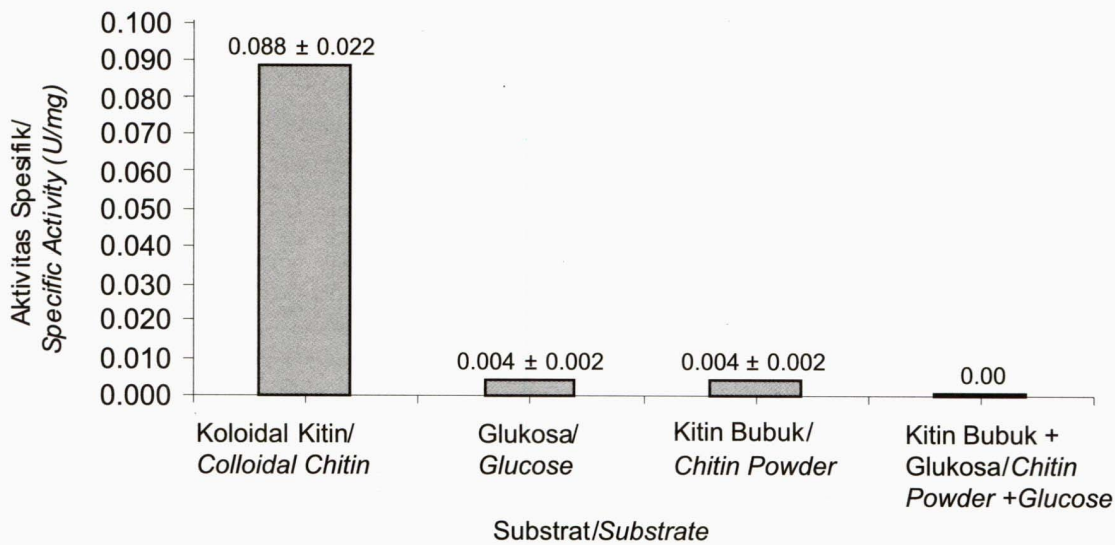 Aktivitas Spesifik/
Specific Activity (U/mg)
0.100
0.090
0.080
0.070
0.060
0.050
0.040
0.030
0.020
0.010
0.000
0.088 ± 0.022
0.004 ± 0.002
0.004 ± 0.002
0.00
Koloidal Kitin/
Colloidal Chitin
Glukosa/
Glucose
Kitin Bubuk/
Chitin Powder
Kitin Bubuk +
Glukosa/Chitin
Powder +Glucose
Substrat/Substrate